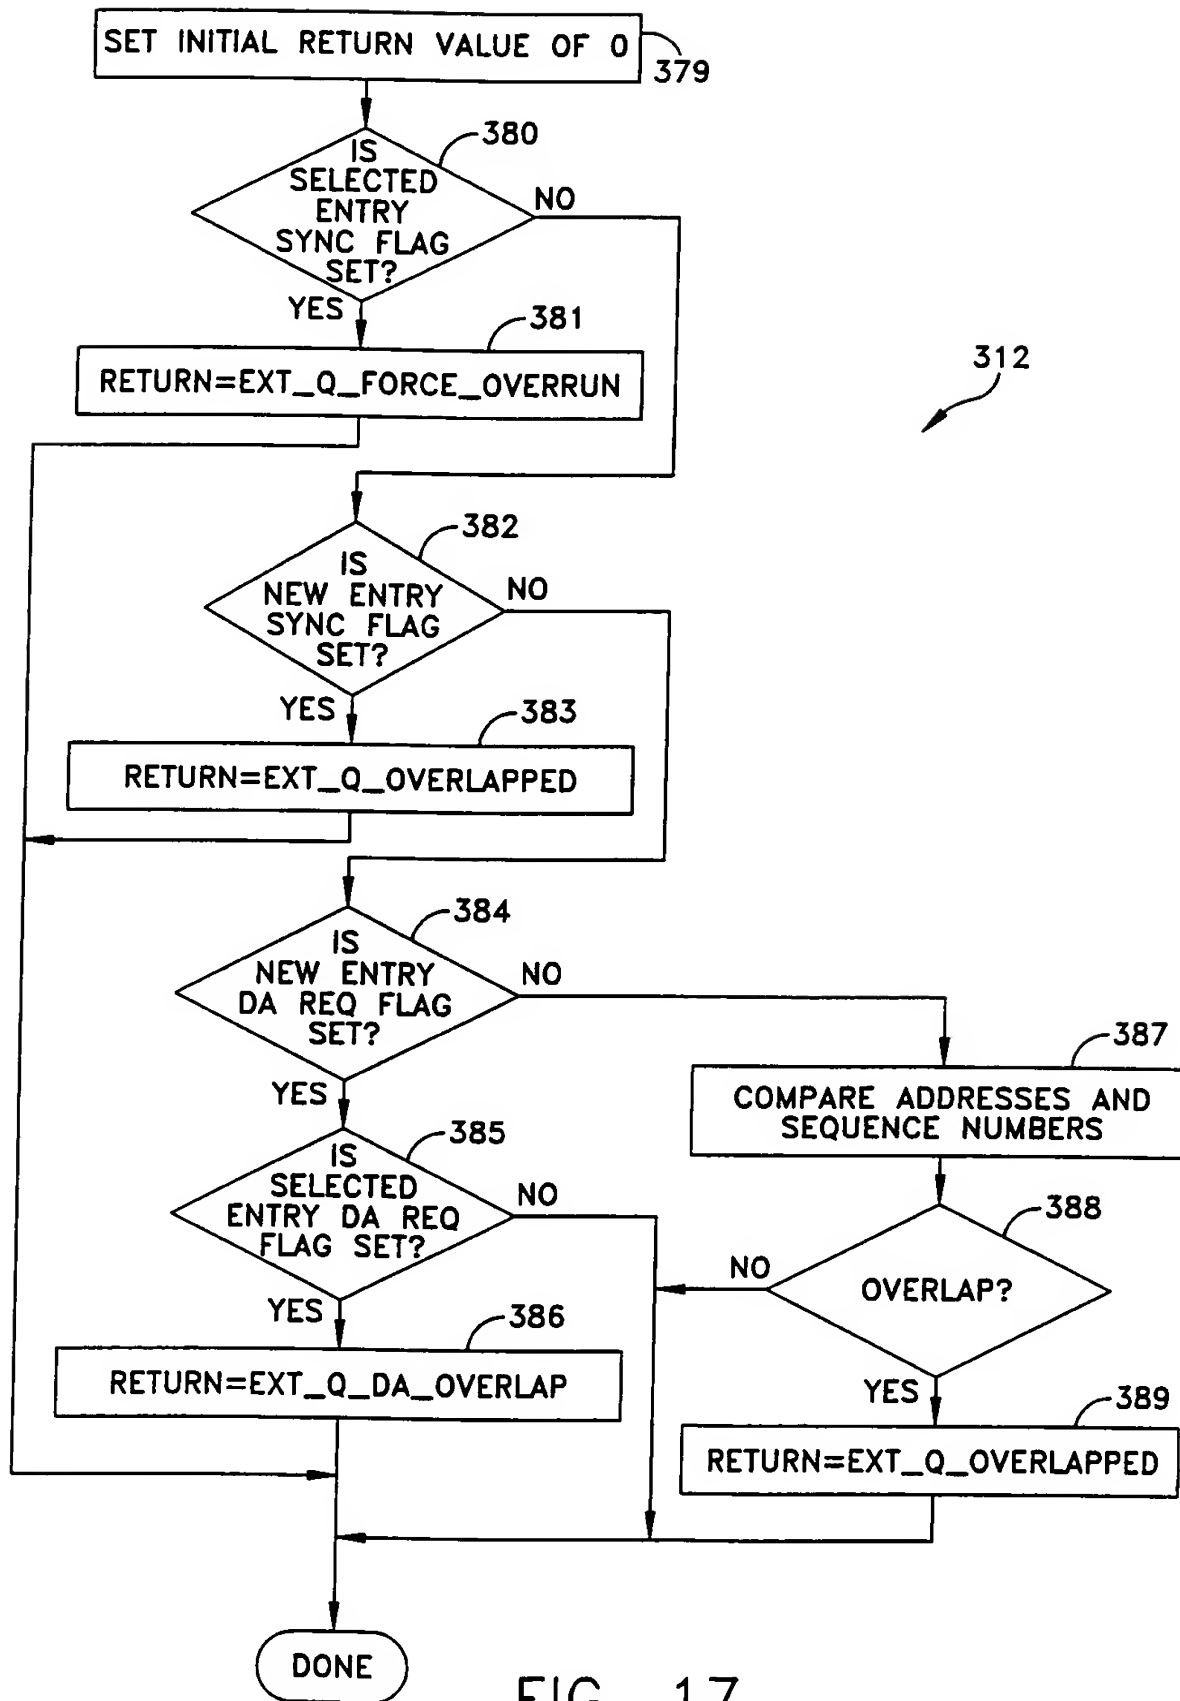 SET INITIAL RETURN VALUE OF 0
379
380
IS
SELECTED
ENTRY
SYNC FLAG
SET?
NO
YES
381
RETURN=EXT_Q_FORCE_OVERRUN
312
382
IS
NEW ENTRY
SYNC FLAG
SET?
NO
YES
383
RETURN=EXT_Q_OVERLAPPED
384
IS
NEW ENTRY
DA REQ FLAG
SET?
NO
YES
387
COMPARE ADDRESSES AND
SEQUENCE NUMBERS
385
IS
SELECTED
ENTRY DA REQ
FLAG SET?
NO
YES
388
OVERLAP?
NO
YES
386
RETURN=EXT_Q_DA_OVERLAP
389
RETURN=EXT_Q_OVERLAPPED
DONE
FIG. 17